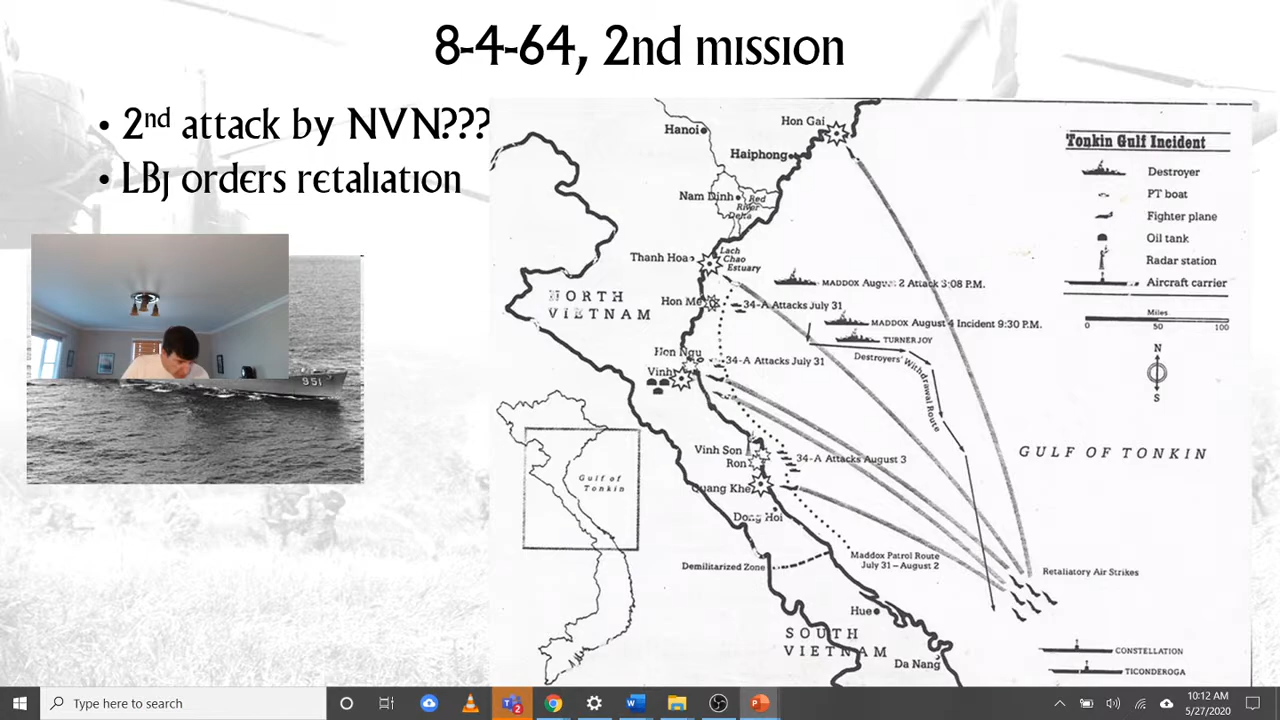 8-4-64, 2nd mission
• 2nd attack by NVN???
• LBJ orders retaliation
951
Hanoi
Hon Gai
Haiphong
Nam Dinh
Red
River
Delta
Thanh Hoa
Lach
Chao
Estuary
NORTH
VIETNAM
Hon Me
34-A Attacks July 31
MADDOX August 2 Attack 3:08 P.M.
MADDOX August 4 Incident 9:30 P.M.
TURNER JOY
Destroyers' Withdrawal Route
Hon Ngu
34-A Attacks July 31
Vinh
Vinh Son
Ron
34-A Attacks August 3
Quang Khe
Dong Hoi
Gulf of
Tonkin
GULF OF TONKIN
Demilitarized Zone
Maddox Patrol Route
July 31 – August 2
Retaliatory Air Strikes
Hue
SOUTH
VIETNAM
Da Nang
CONSTELLATION
TICONDEROGA
Tonkin Gulf Incident
Destroyer
PT boat
Fighter plane
Oil tank
Radar station
Aircraft carrier
Miles
0 50 100
N
S
Type here to search
2
10:12 AM
5/27/2020